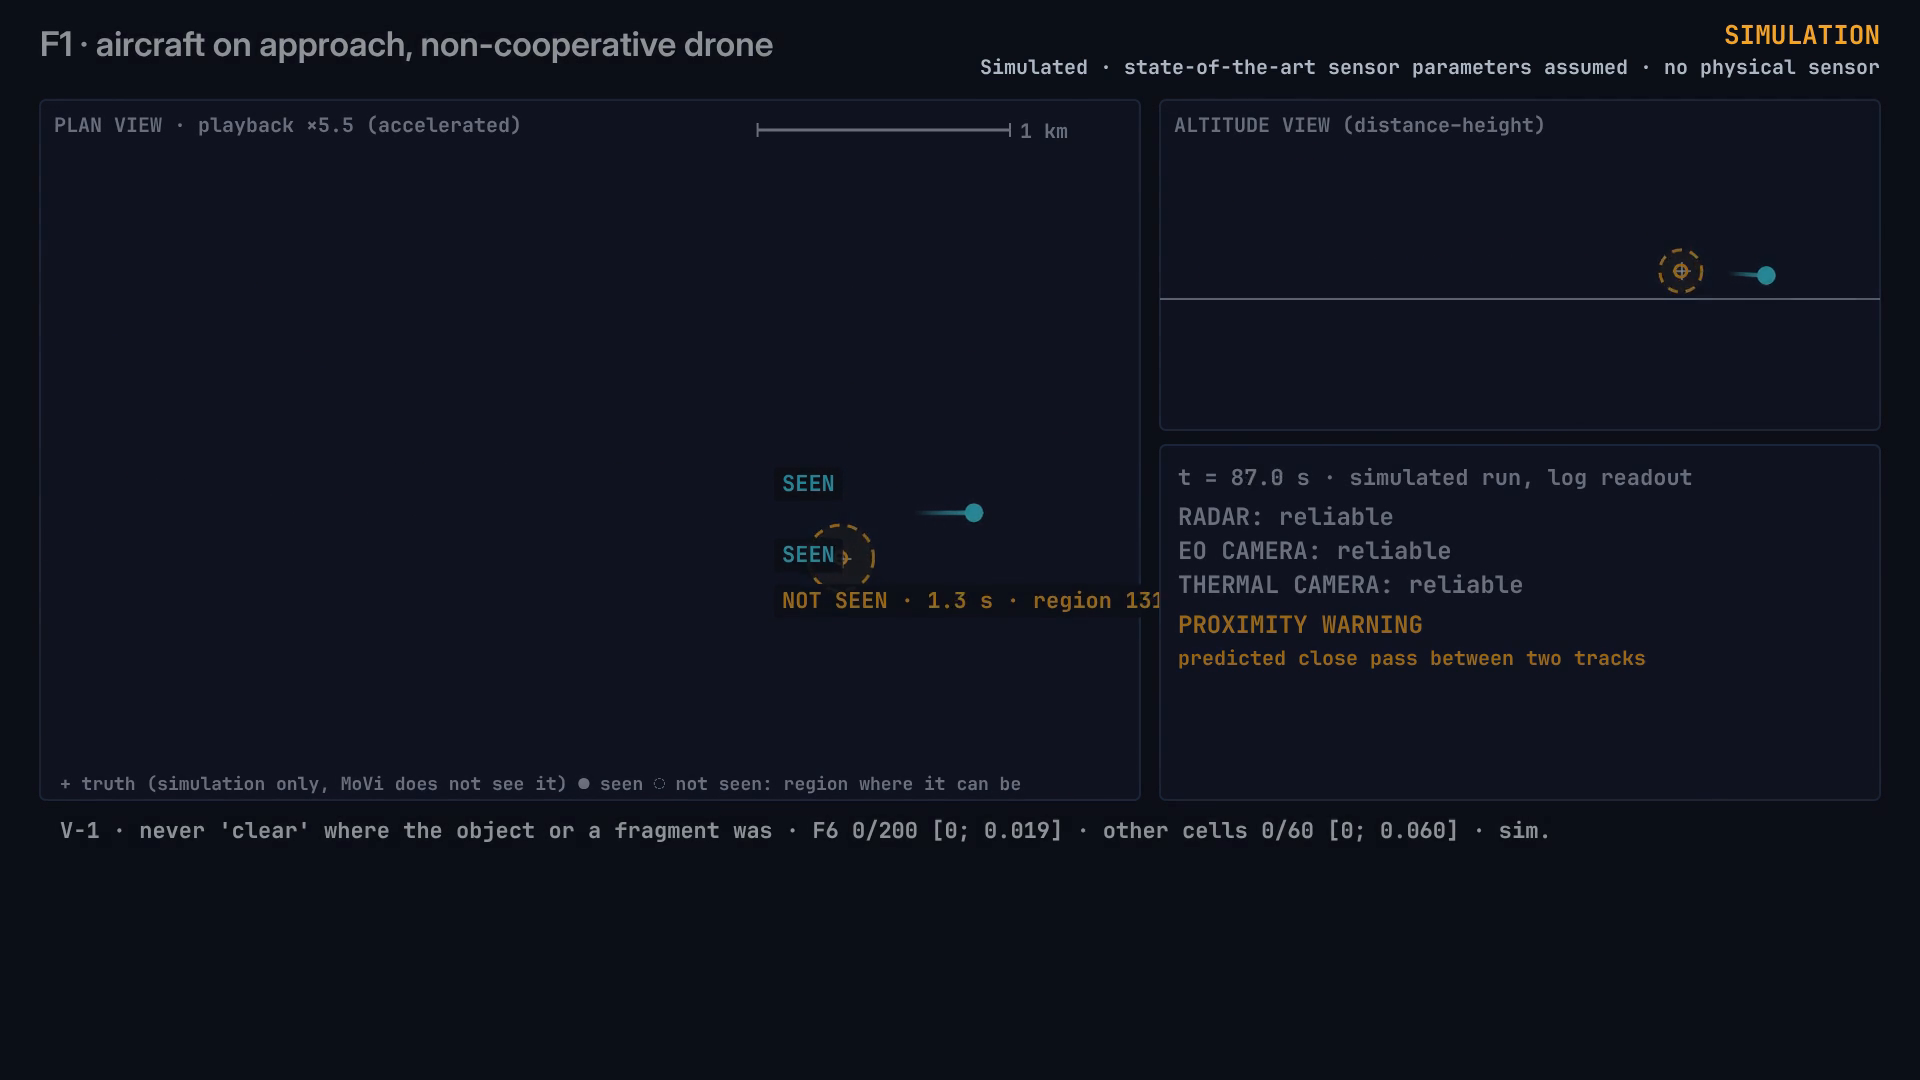 F1 · aircraft on approach, non-cooperative drone
SIMULATION
Simulated · state-of-the-art sensor parameters assumed · no physical sensor
PLAN VIEW · playback ×5.5 (accelerated)
1 km
SEEN
SEEN
NOT SEEN · 1.3 s · region 131
+ truth (simulation only, MoVi does not see it) ● seen ◌ not seen: region where it can be
ALTITUDE VIEW (distance-height)
t = 87.0 s · simulated run, log readout
RADAR: reliable
EO CAMERA: reliable
THERMAL CAMERA: reliable
PROXIMITY WARNING
predicted close pass between two tracks
V-1 · never 'clear' where the object or a fragment was · F6 0/200 [0; 0.019] · other cells 0/60 [0; 0.060] · sim.